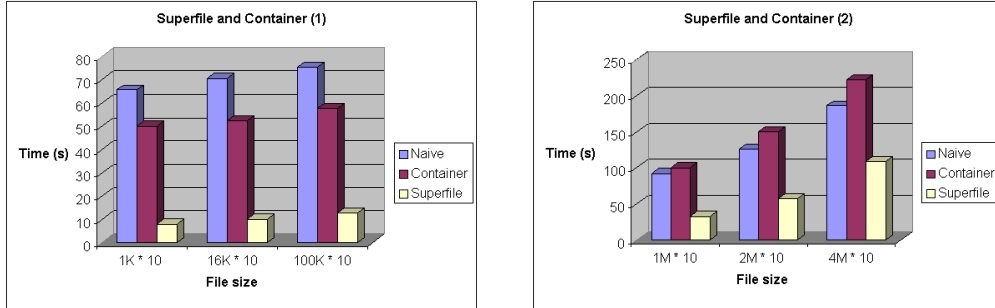 Superfile and Container (1)
80
70
60
50
40
30
20
10
0
Time (s)
1K * 10
16K * 10
100K * 10
File size
Naive
Container
Superfile
Superfile and Container (2)
250
200
150
100
50
0
Time (s)
1M * 10
2M * 10
4M * 10
File size
Naive
Container
Superfile